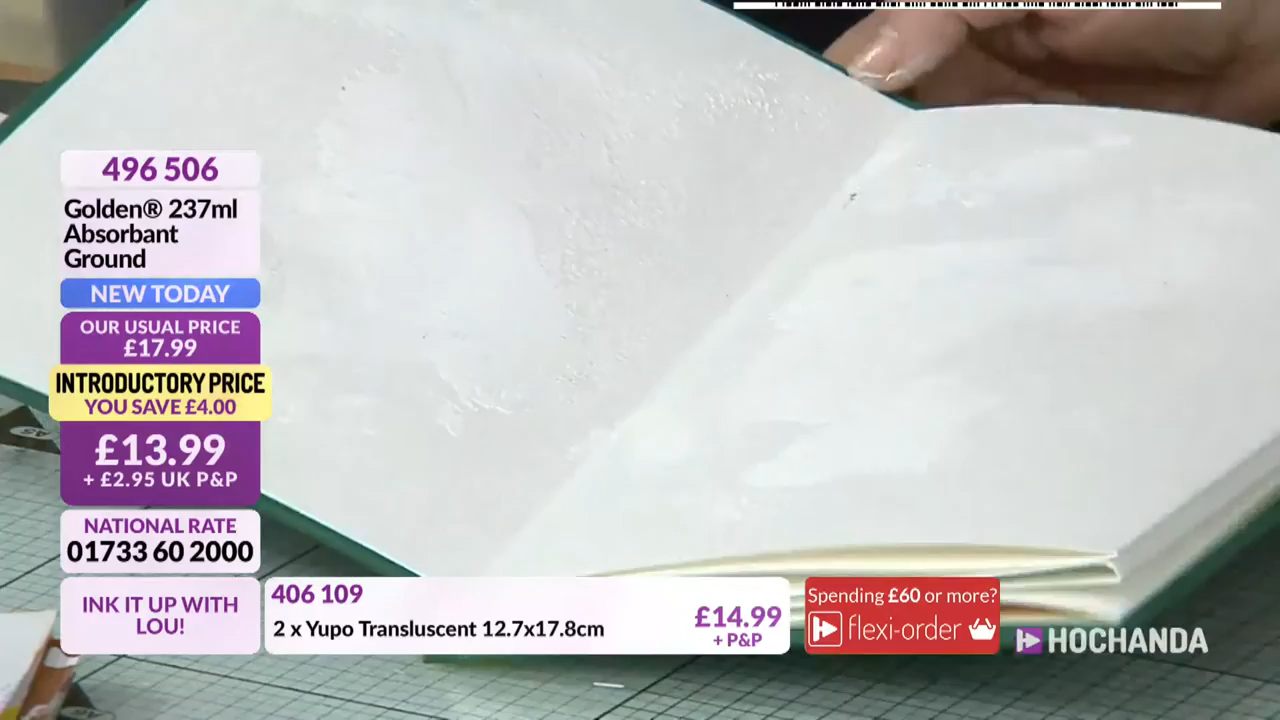 496 506
Golden® 237ml
Absorbant
Ground
NEW TODAY
OUR USUAL PRICE
£17.99
INTRODUCTORY PRICE
YOU SAVE £4.00
£13.99
+ £2.95 UK P&P
NATIONAL RATE
01733 60 2000
INK IT UP WITH
LOU!
406 109
2 x Yupo Transluscent 12.7x17.8cm
£14.99
+ P&P
Spending £60 or more?
flexi-order
HOCHANDA